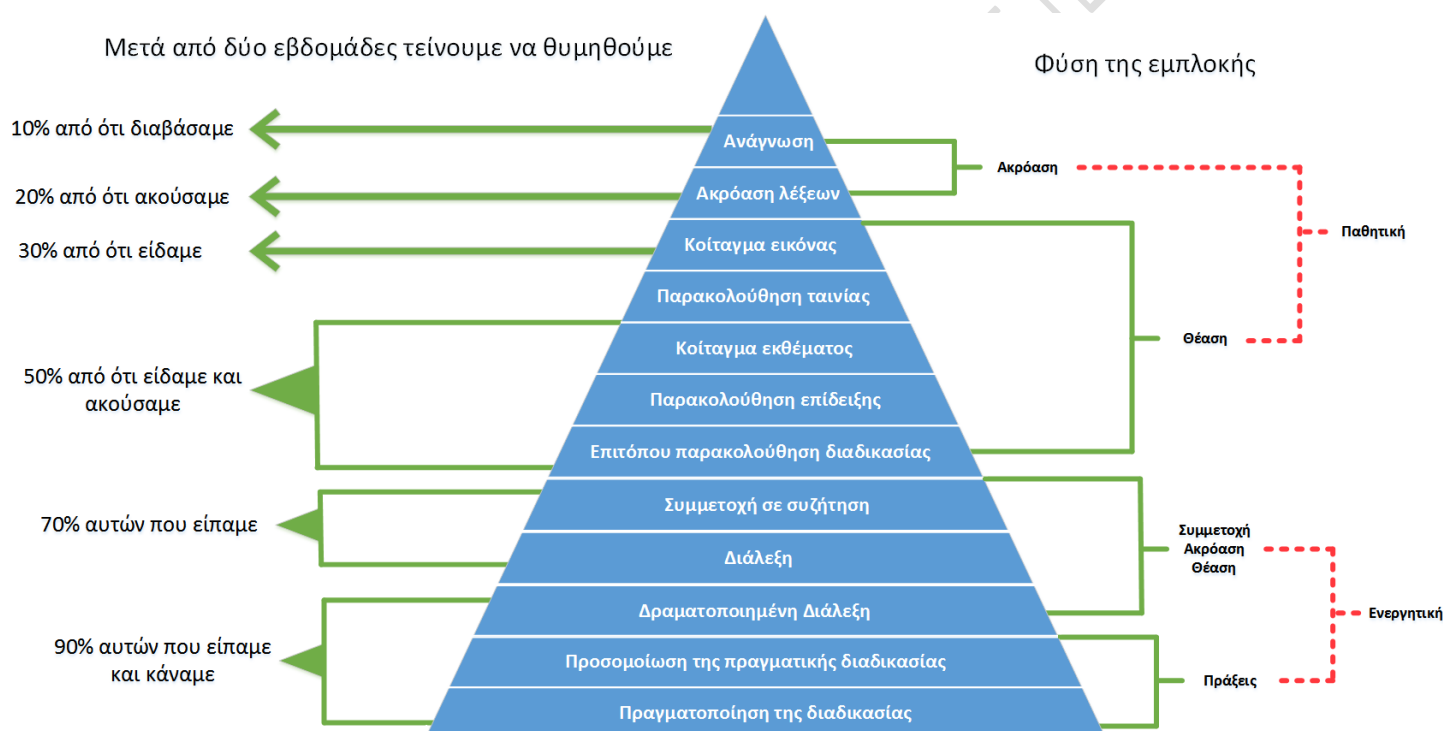 Μετά από δύο εβδομάδες τείνουμε να θυμηθούμε
Φύση της εμπλοκής
10% από ότι διαβάσαμε
20% από ότι ακούσαμε
30% από ότι είδαμε
50% από ότι είδαμε και
ακούσαμε
70% αυτών που είπαμε
90% αυτών που είπαμε
και κάναμε
Ανάγνωση
Ακρόαση λέξεων
Κοίταγμα εικόνας
Παρακολούθηση ταινίας
Κοίταγμα εκθέματος
Παρακολούθηση επίδειξης
Επιτόπου παρακολούθηση διαδικασίας
Συμμετοχή σε συζήτηση
Διάλεξη
Δραματοποιημένη Διάλεξη
Προσομοίωση της πραγματικής διαδικασίας
Πραγματοποίηση της διαδικασίας
Ακρόαση
Θέαση
Συμμετοχή
Ακρόαση
Θέαση
Πράξεις
Παθητική
Ενεργητική